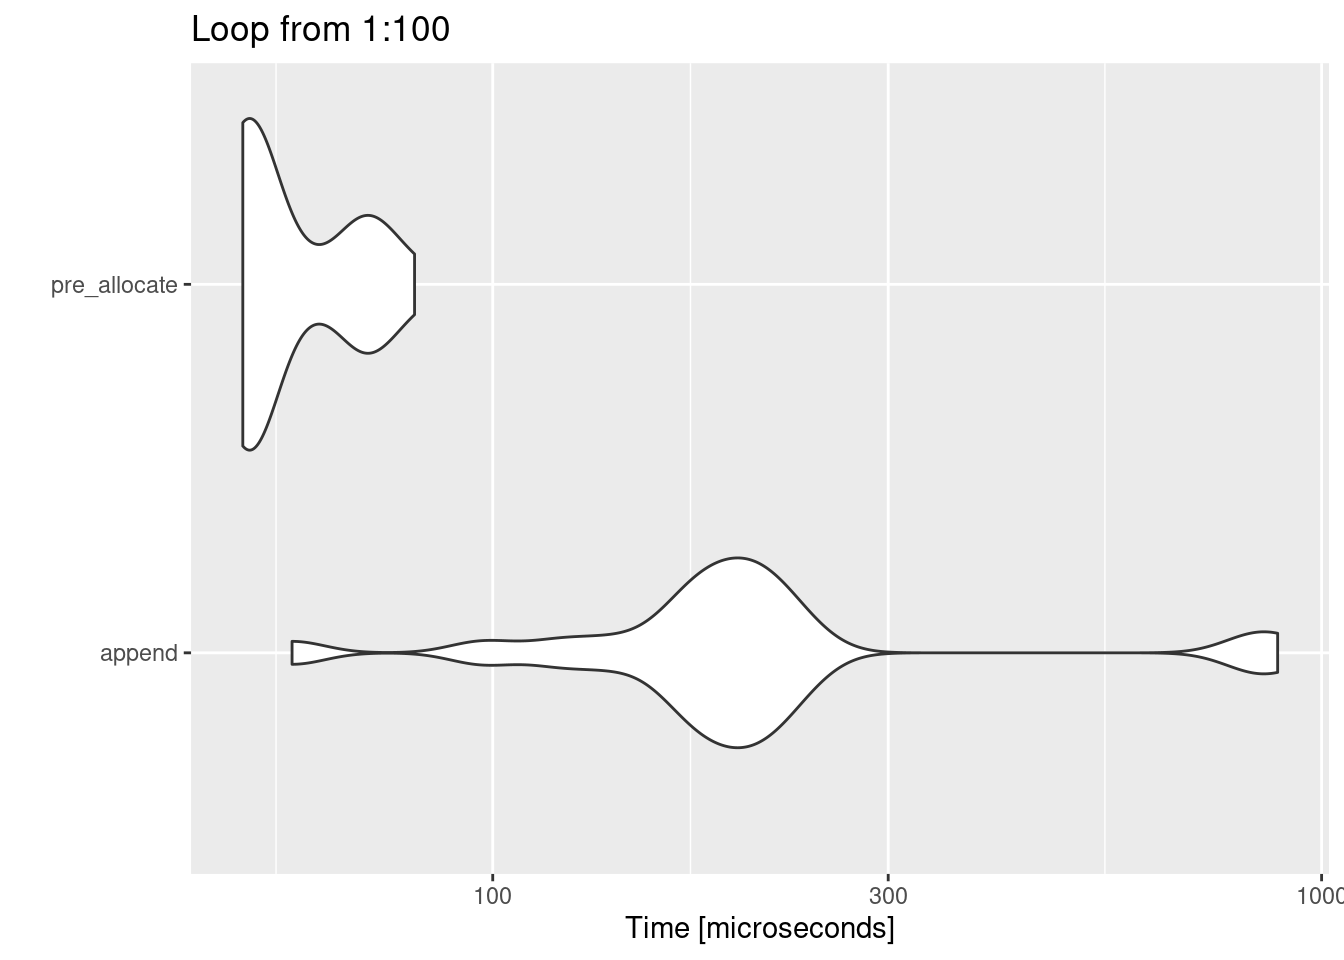 Loop from 1:100
pre_allocate
append
100
300
1000
Time [microseconds]